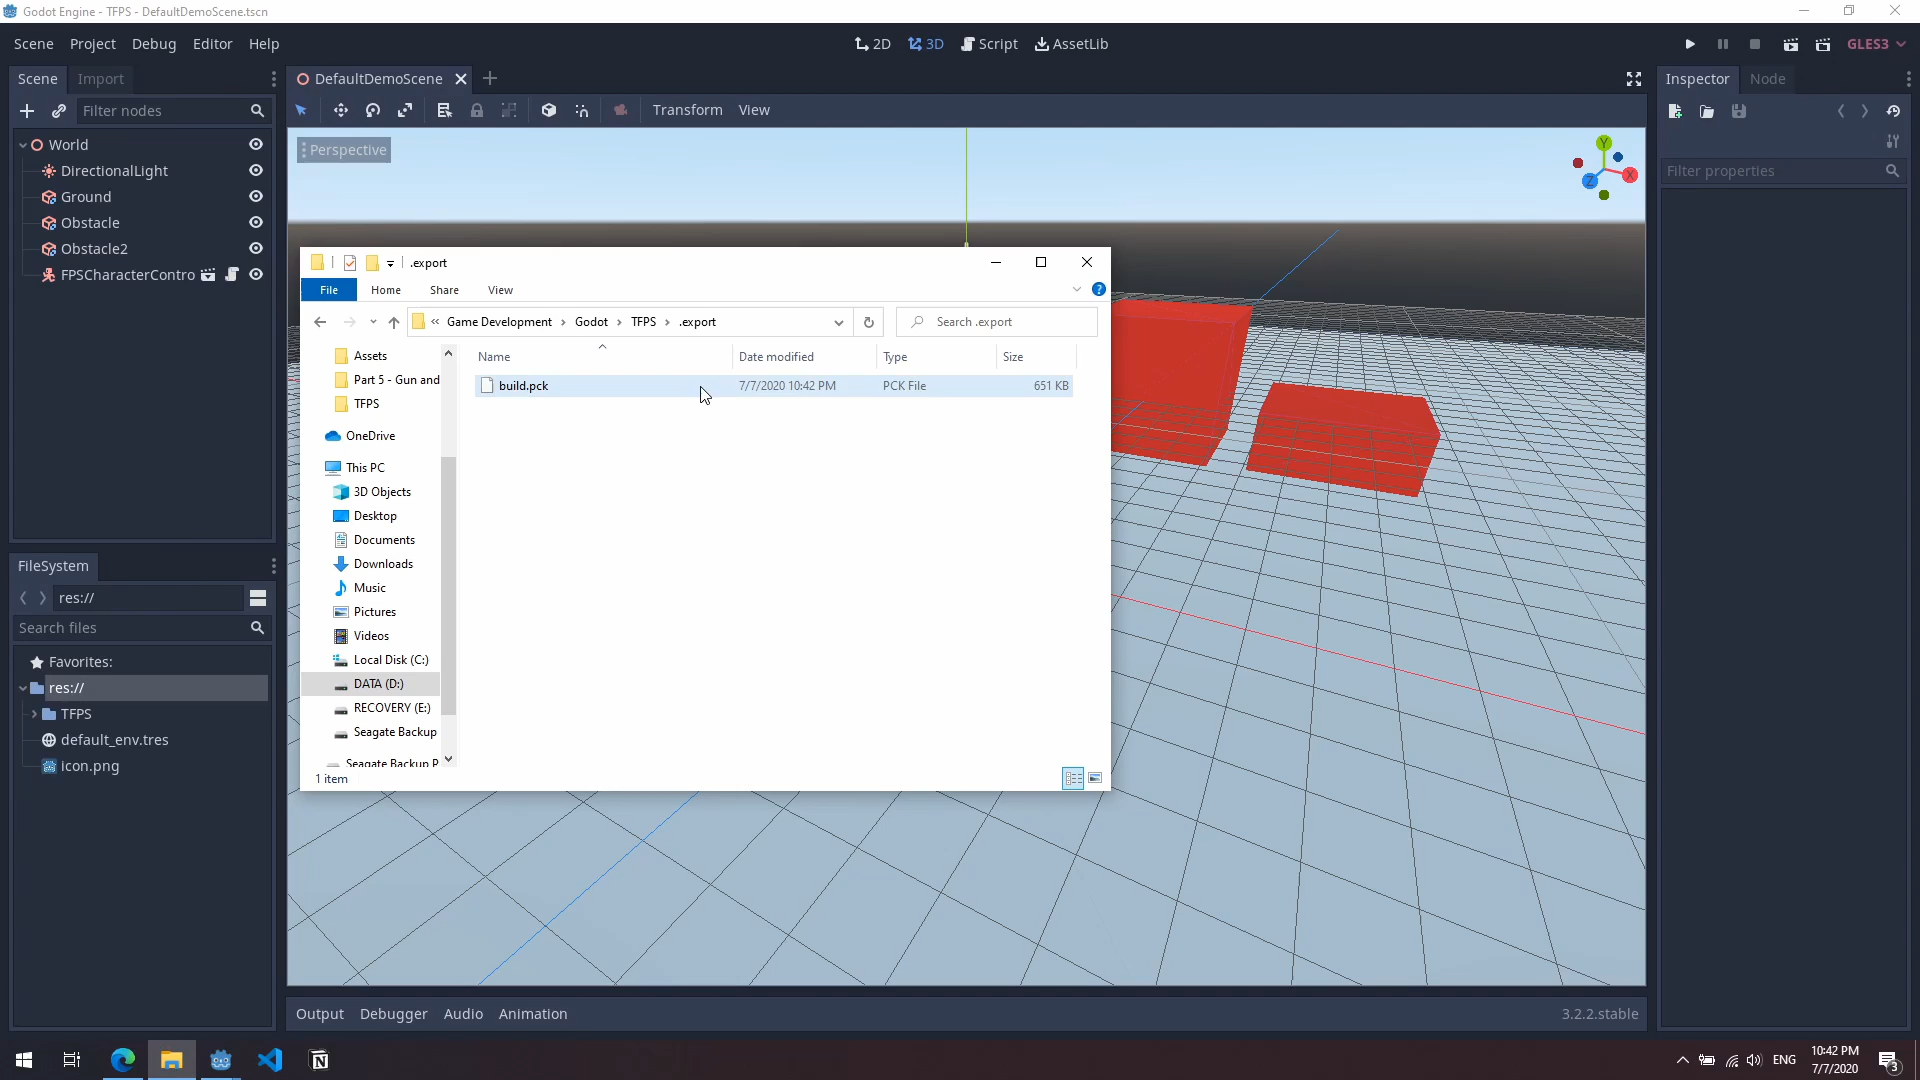 Godot Engine - TFPS - DefaultDemoScene.tscn
Scene Project Debug Editor Help
2D 3D Script AssetLib
GLES3
Scene Import
DefaultDemoScene
Inspector Node
Filter nodes
Transform View
World
DirectionalLight
Ground
Obstacle
Obstacle2
FPSCharacterContro
Perspective
Y
X
Z
Filter properties
.export
File Home Share View
« Game Development › Godot › TFPS › .export
Search .export
Name Date modified Type Size
build.pck 7/7/2020 10:42 PM PCK File 651 KB
Assets
Part 5 - Gun and
TFPS
OneDrive
This PC
3D Objects
Desktop
Documents
Downloads
Music
Pictures
Videos
Local Disk (C:)
DATA (D:)
RECOVERY (E:)
Seagate Backup
Seagate Backup P
1 item
FileSystem
res://
Search files
Favorites:
res://
TFPS
default_env.tres
icon.png
Output Debugger Audio Animation
3.2.2.stable
ENG
10:42 PM
7/7/2020
3